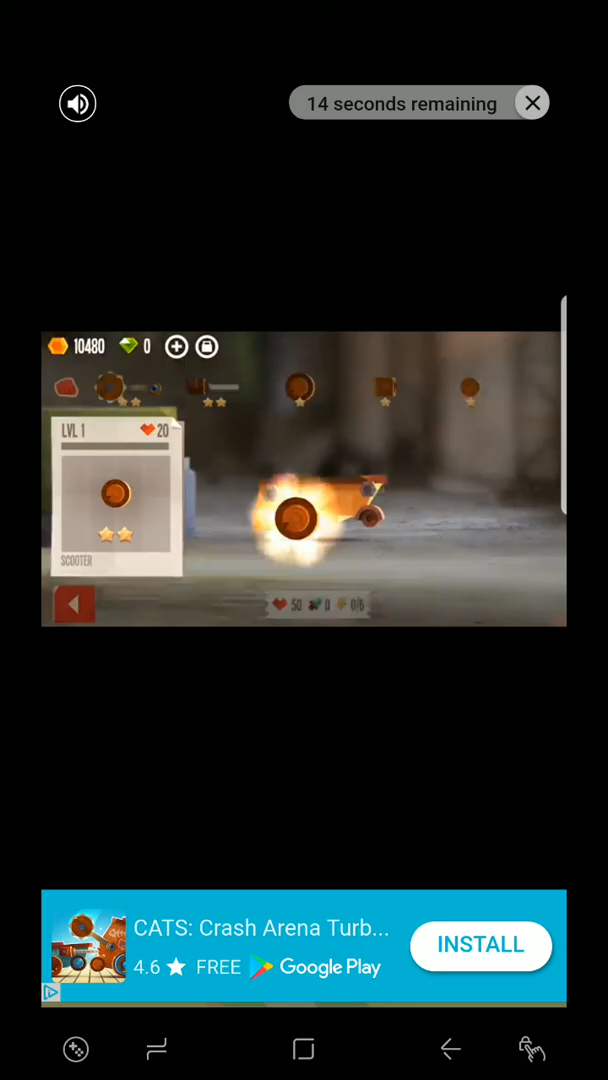 14 seconds remaining
10480 0
LVL 1 20
SCOOTER
50 0 0/6
CATS: Crash Arena Turb...
INSTALL
4.6 FREE Google Play